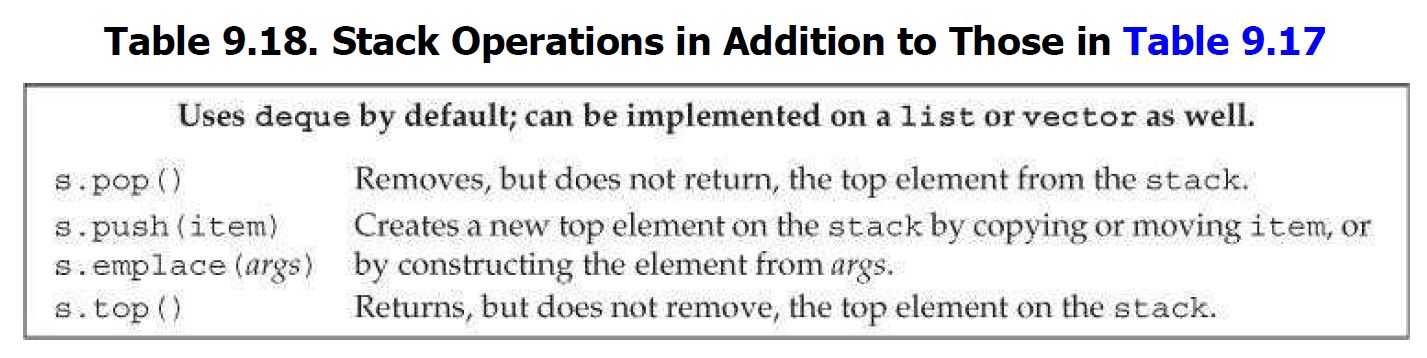 Table 9.18. Stack Operations in Addition to Those in Table 9.17
Uses deque by default; can be implemented on a list or vector as well.
s.pop() Removes, but does not return, the top element from the stack.
s.push(item) Creates a new top element on the stack by copying or moving item, or
s.emplace(args) by constructing the element from args.
s.top() Returns, but does not remove, the top element on the stack.